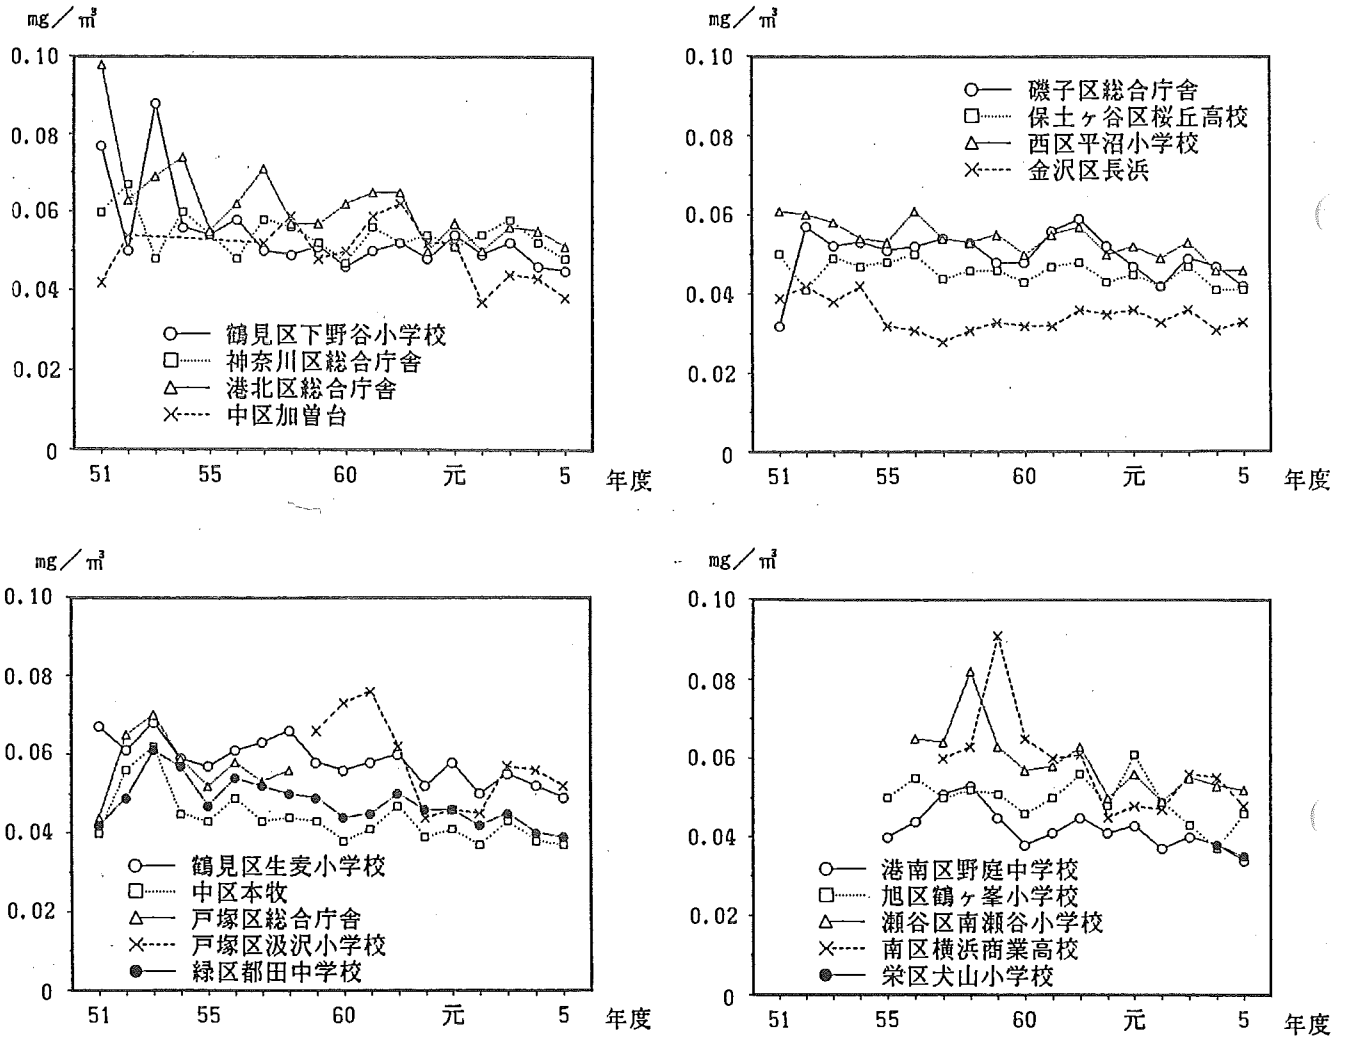 mg／m³
0.10
0.08
0.06
0.04
0.02
0
鶴見区下野谷小学校
神奈川区総合庁舎
港北区総合庁舎
中区加曽台
51 55 60 元 5 年度
mg／m³
0.10
0.08
0.06
0.04
0.02
0
磯子区総合庁舎
保土ヶ谷区桜丘高校
西区平沼小学校
金沢区長浜
51 55 60 元 5 年度
mg／m³
0.10
0.08
0.06
0.04
0.02
0
鶴見区生麦小学校
中区本牧
戸塚区総合庁舎
戸塚区汲沢小学校
緑区都田中学校
51 55 60 元 5 年度
mg／m³
0.10
0.08
0.06
0.04
0.02
0
港南区野庭中学校
旭区鶴ヶ峯小学校
瀬谷区南瀬谷小学校
南区横浜商業高校
栄区犬山小学校
51 55 60 元 5 年度